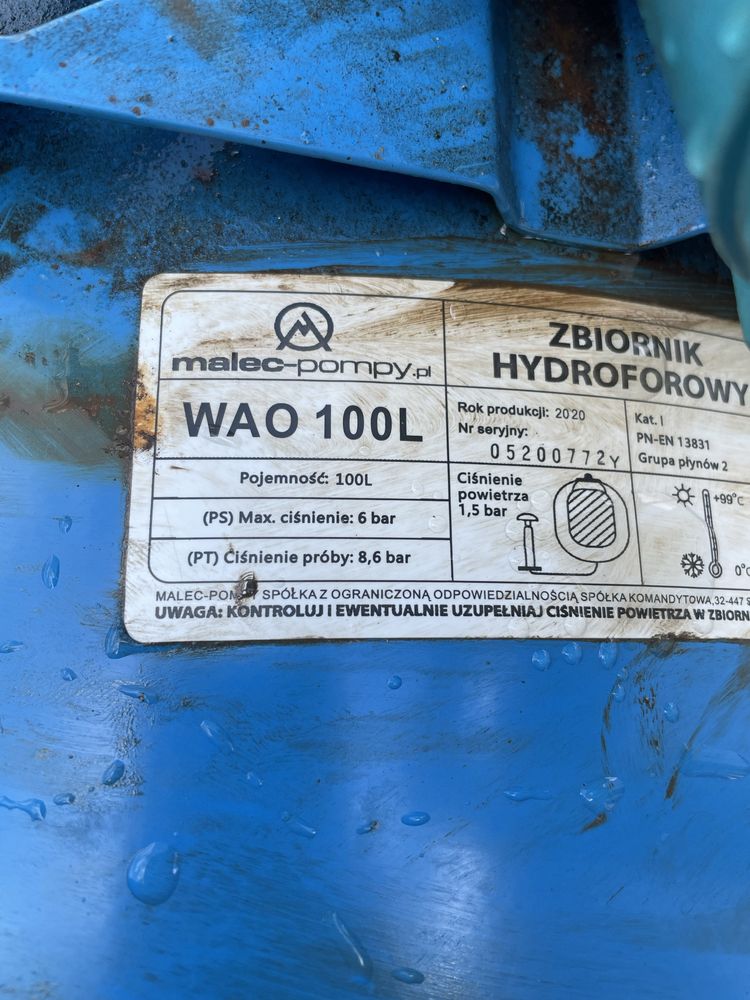 malec-pompy.pl
WAO 100L
Pojemność: 100L
(PS) Max. ciśnienie: 6 bar
(PT) Ciśnienie próby: 8,6 bar
ZBIORNIK
HYDROFOROWY
Rok produkcji: 2020
Nr seryjny:
05200772Y
Kat. I
PN-EN 13831
Grupa płynów 2
Ciśnienie
powietrza
1,5 bar
+99°C
0°C
MALEC-POMPY SPÓŁKA Z OGRANICZONĄ ODPOWIEDZIALNOŚCIĄ SPÓŁKA KOMANDYTOWA, 32-447
UWAGA: KONTROLUJ I EWENTUALNIE UZUPEŁNIAJ CIŚNIENIE POWIETRZA W ZBIORN